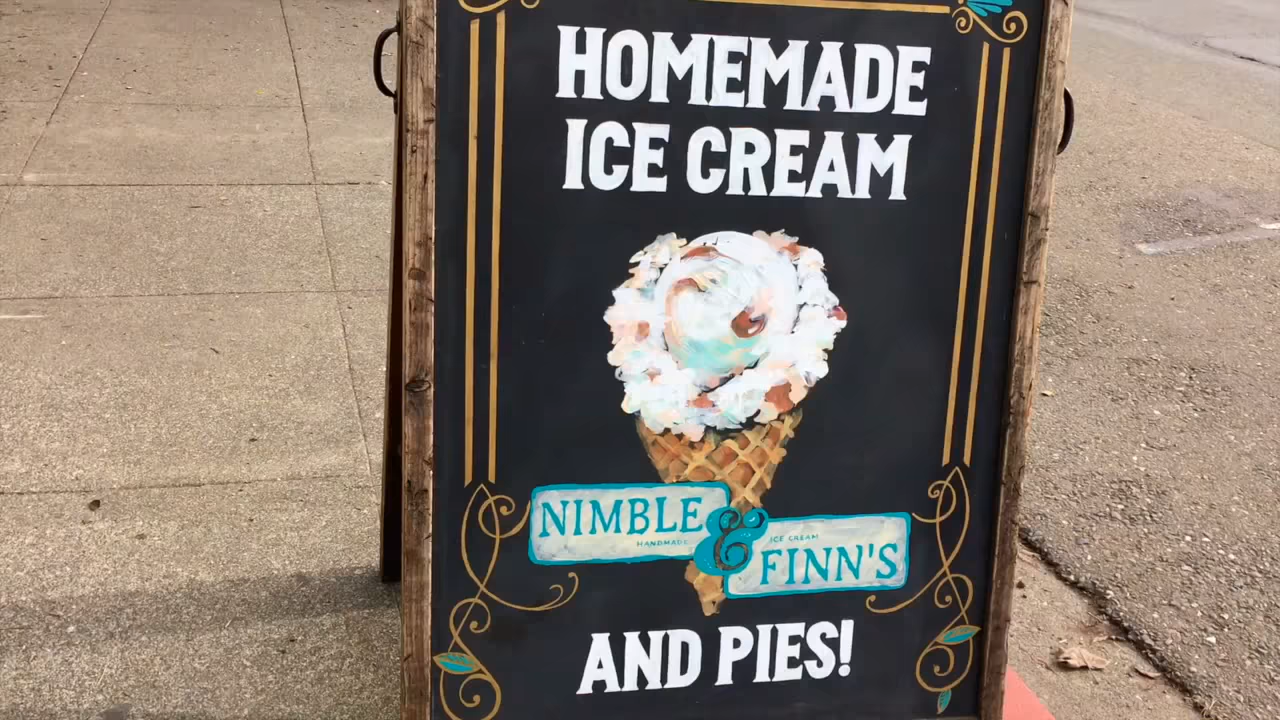 HOMEMADE
ICE CREAM
NIMBLE
HANDMADE
&
ICE CREAM
FINN'S
AND PIES!